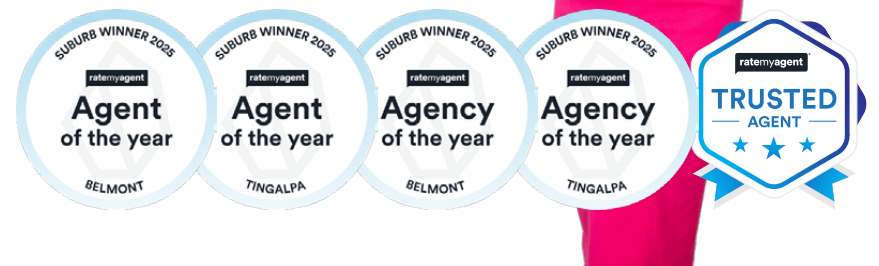 SUBURB WINNER 2025
ratemyagent
Agent
of the year
BELMONT
SUBURB WINNER 2025
ratemyagent
Agent
of the year
TINGALPA
SUBURB WINNER 2025
ratemyagent
Agency
of the year
BELMONT
SUBURB WINNER 2025
ratemyagent
Agency
of the year
TINGALPA
ratemyagent
TRUSTED
AGENT